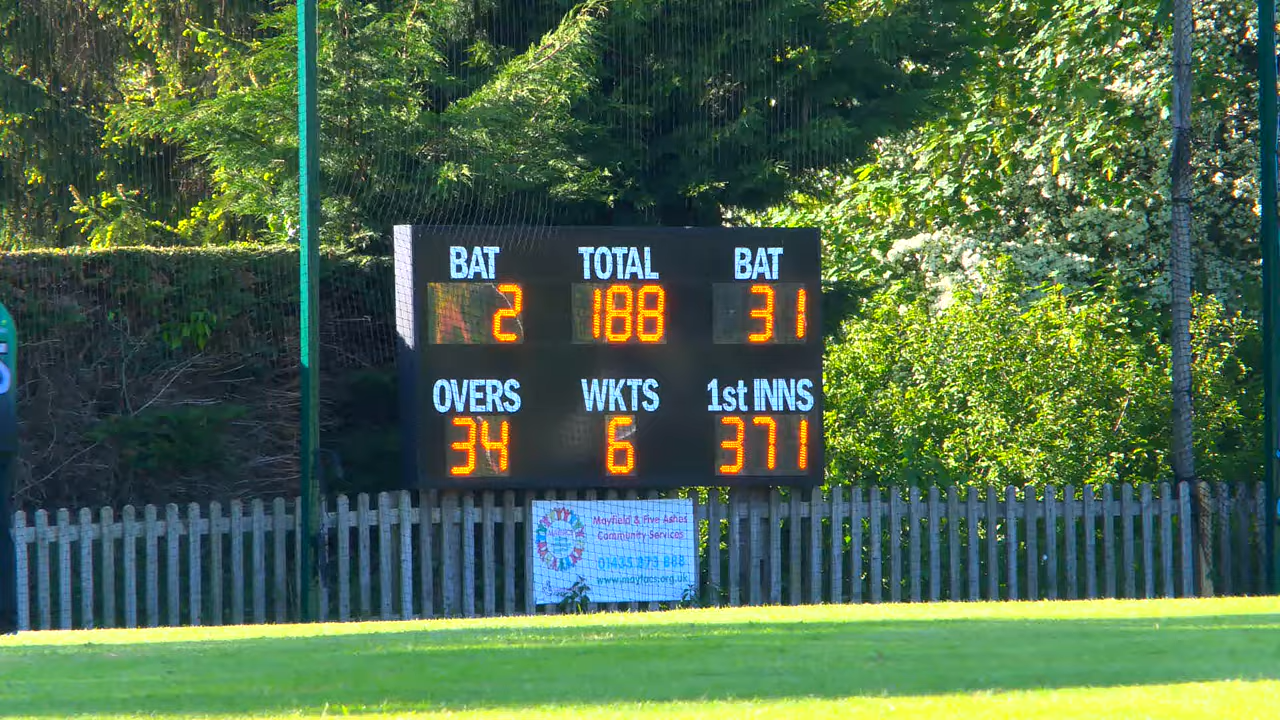 BAT TOTAL BAT
2 188 31
OVERS WKTS 1st INNS
34 6 371
Mayfield & Five Ashes
Community Services
01435 873 888
www.mayfacs.org.uk